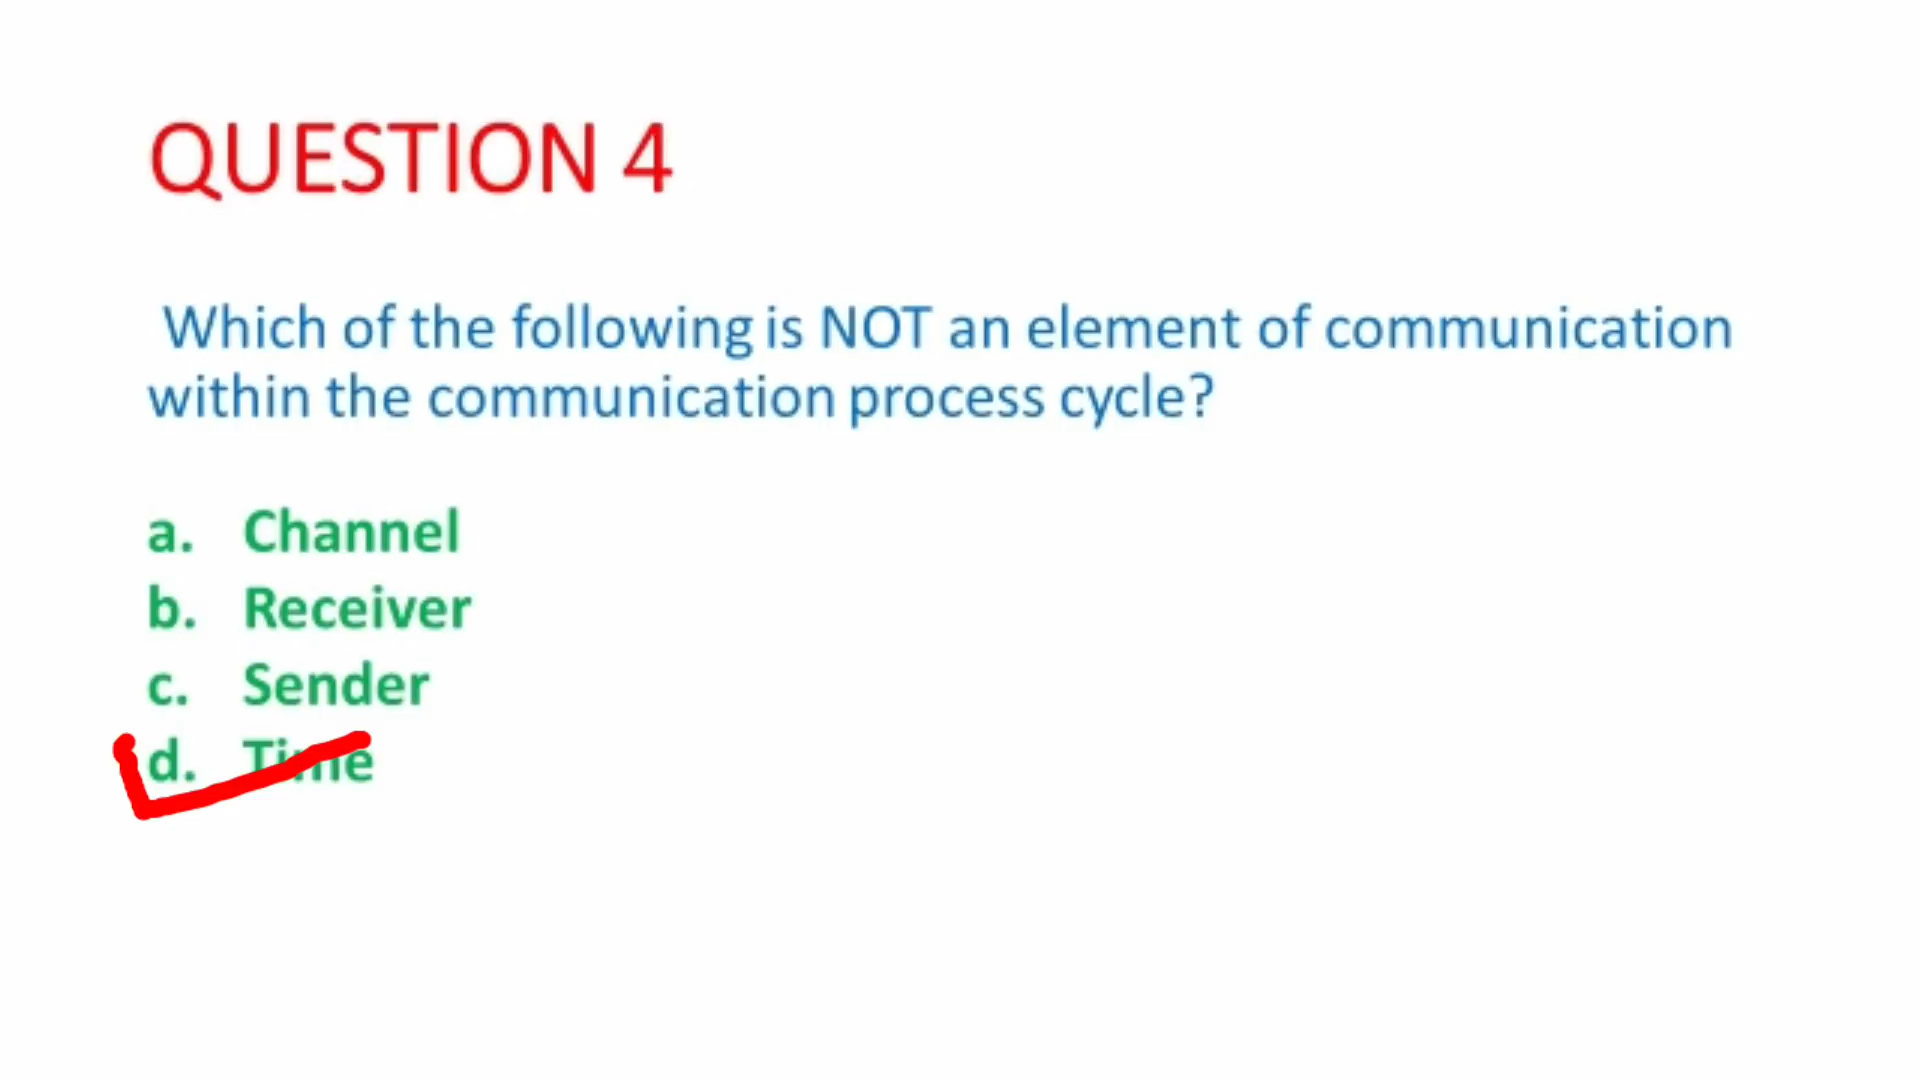 QUESTION 4
Which of the following is NOT an element of communication
within the communication process cycle?
a. Channel
b. Receiver
c. Sender
d. Time